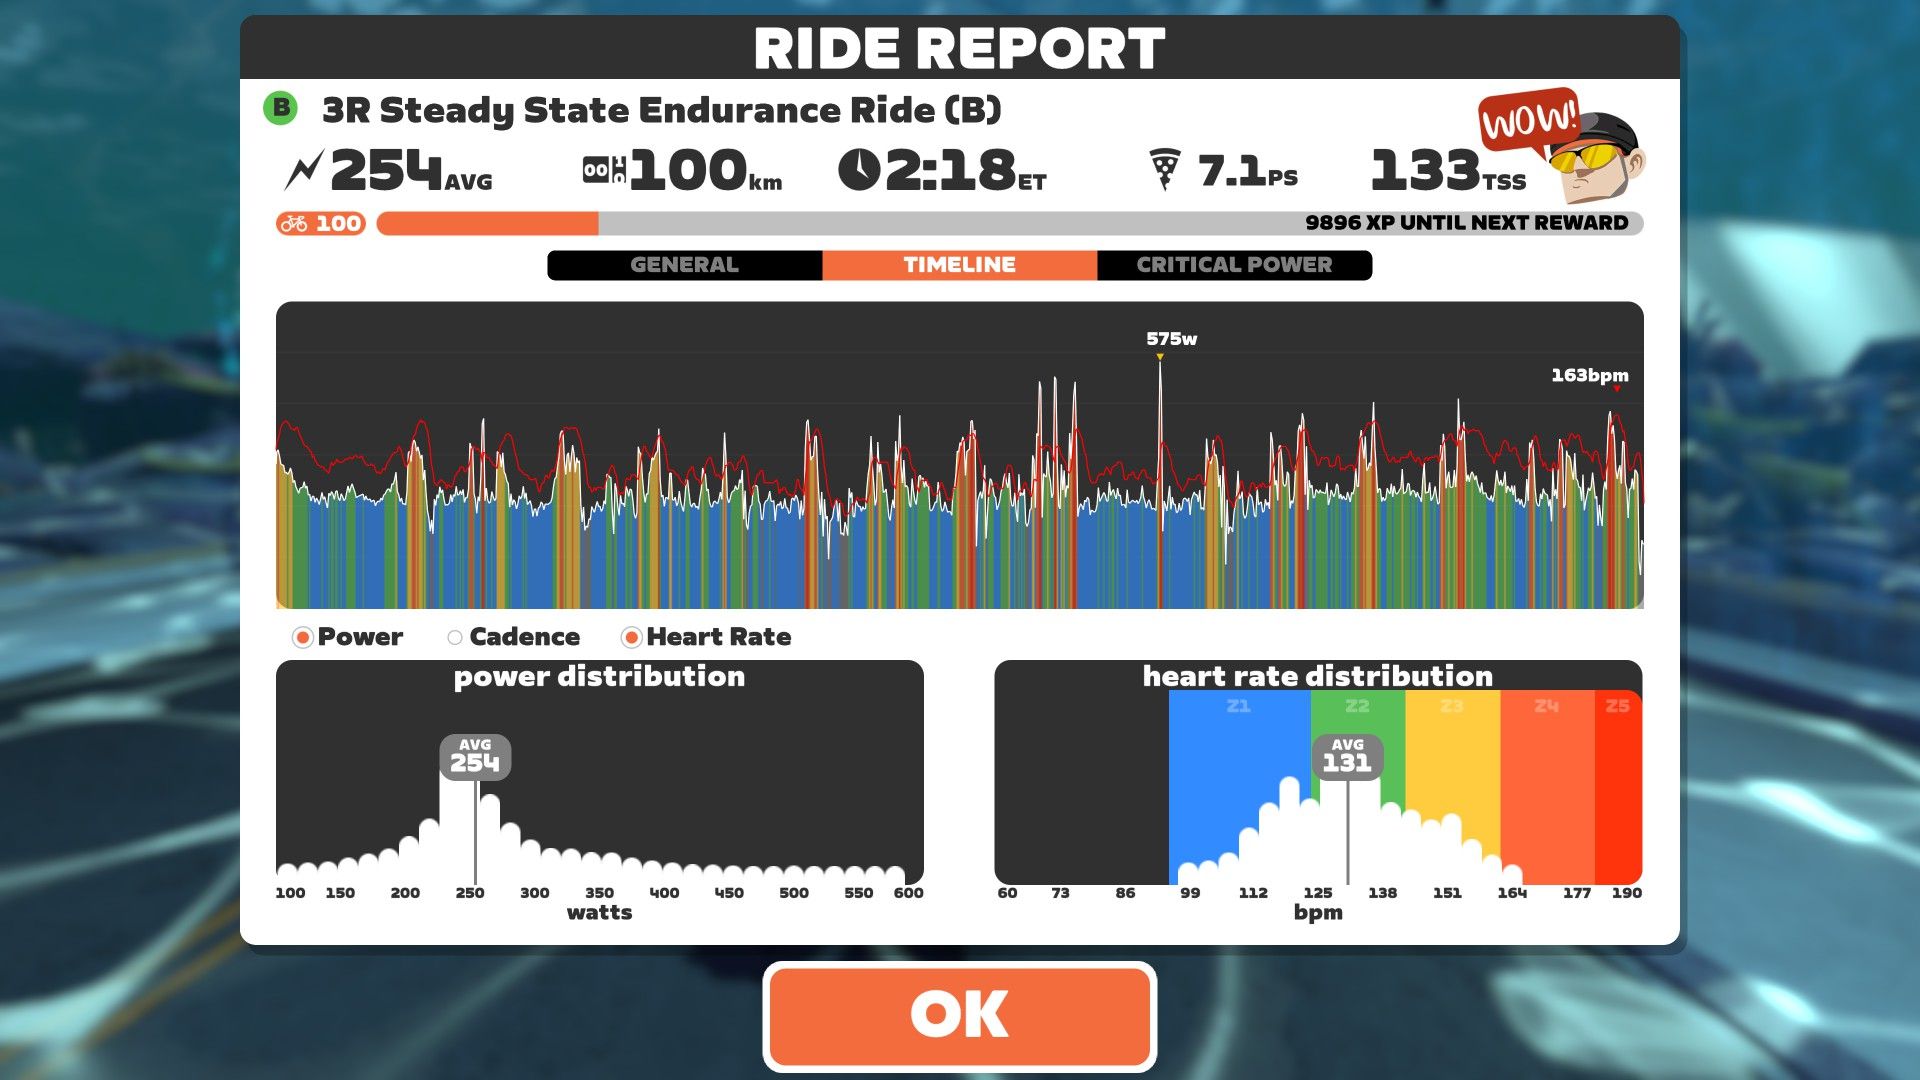 RIDE REPORT
B 3R Steady State Endurance Ride (B)
WOW!
254AVG 100km 2:18ET 7.1PS 133TSS
100 9896 XP UNTIL NEXT REWARD
GENERAL TIMELINE CRITICAL POWER
575w
163bpm
Power Cadence Heart Rate
power distribution
AVG
254
100 150 200 250 300 350 400 450 500 550 600
watts
heart rate distribution
Z1 Z2 Z3 Z4 Z5
AVG
131
60 73 86 99 112 125 138 151 164 177 190
bpm
OK